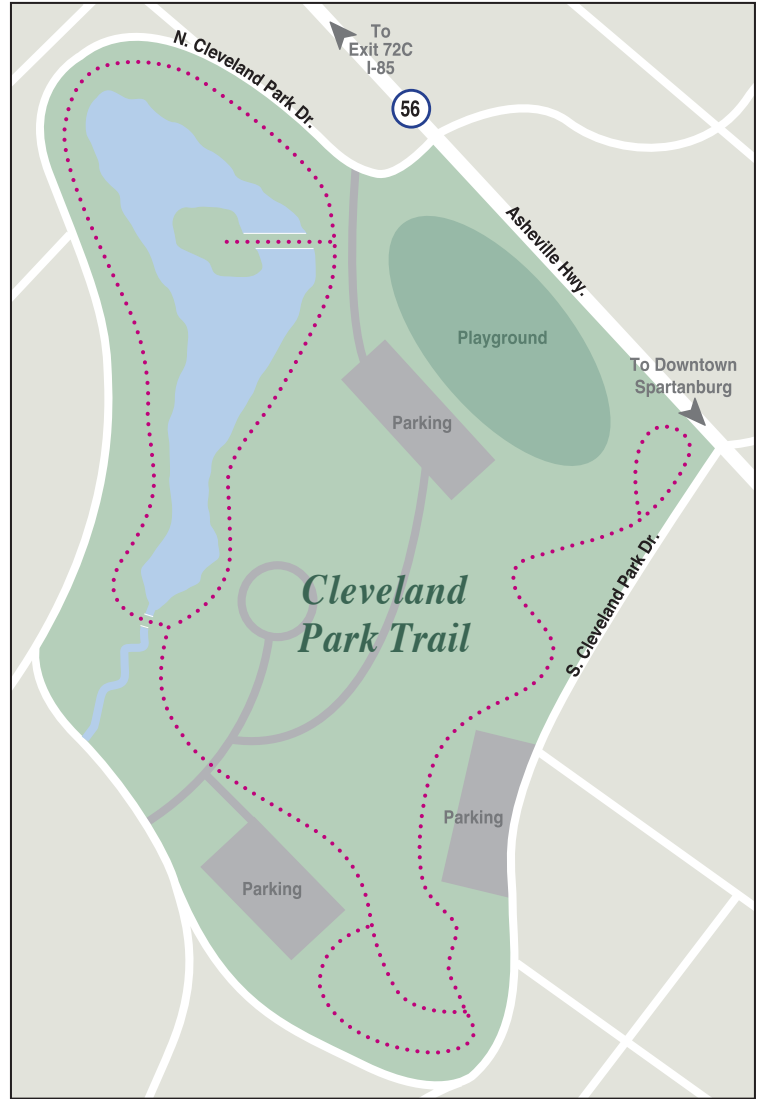 N. Cleveland Park Dr.
To
Exit 72C
I-85
56
Asheville Hwy.
Playground
To Downtown
Spartanburg
Parking
S. Cleveland Park Dr.
Cleveland
Park Trail
Parking
Parking